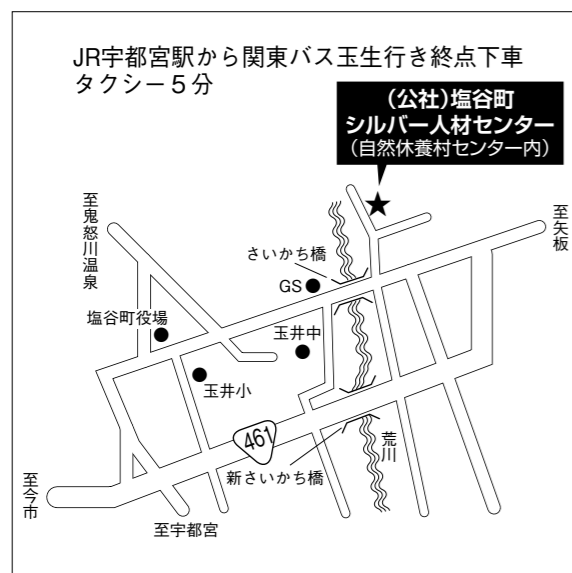 JR宇都宮駅から関東バス玉生行き終点下車
タクシー５分
(公社)塩谷町
シルバー人材センター
(自然休養村センター内)
至鬼怒川温泉
至矢板
さいかち橋
GS
塩谷町役場
玉井中
玉井小
461
荒川
新さいかち橋
至今市
至宇都宮